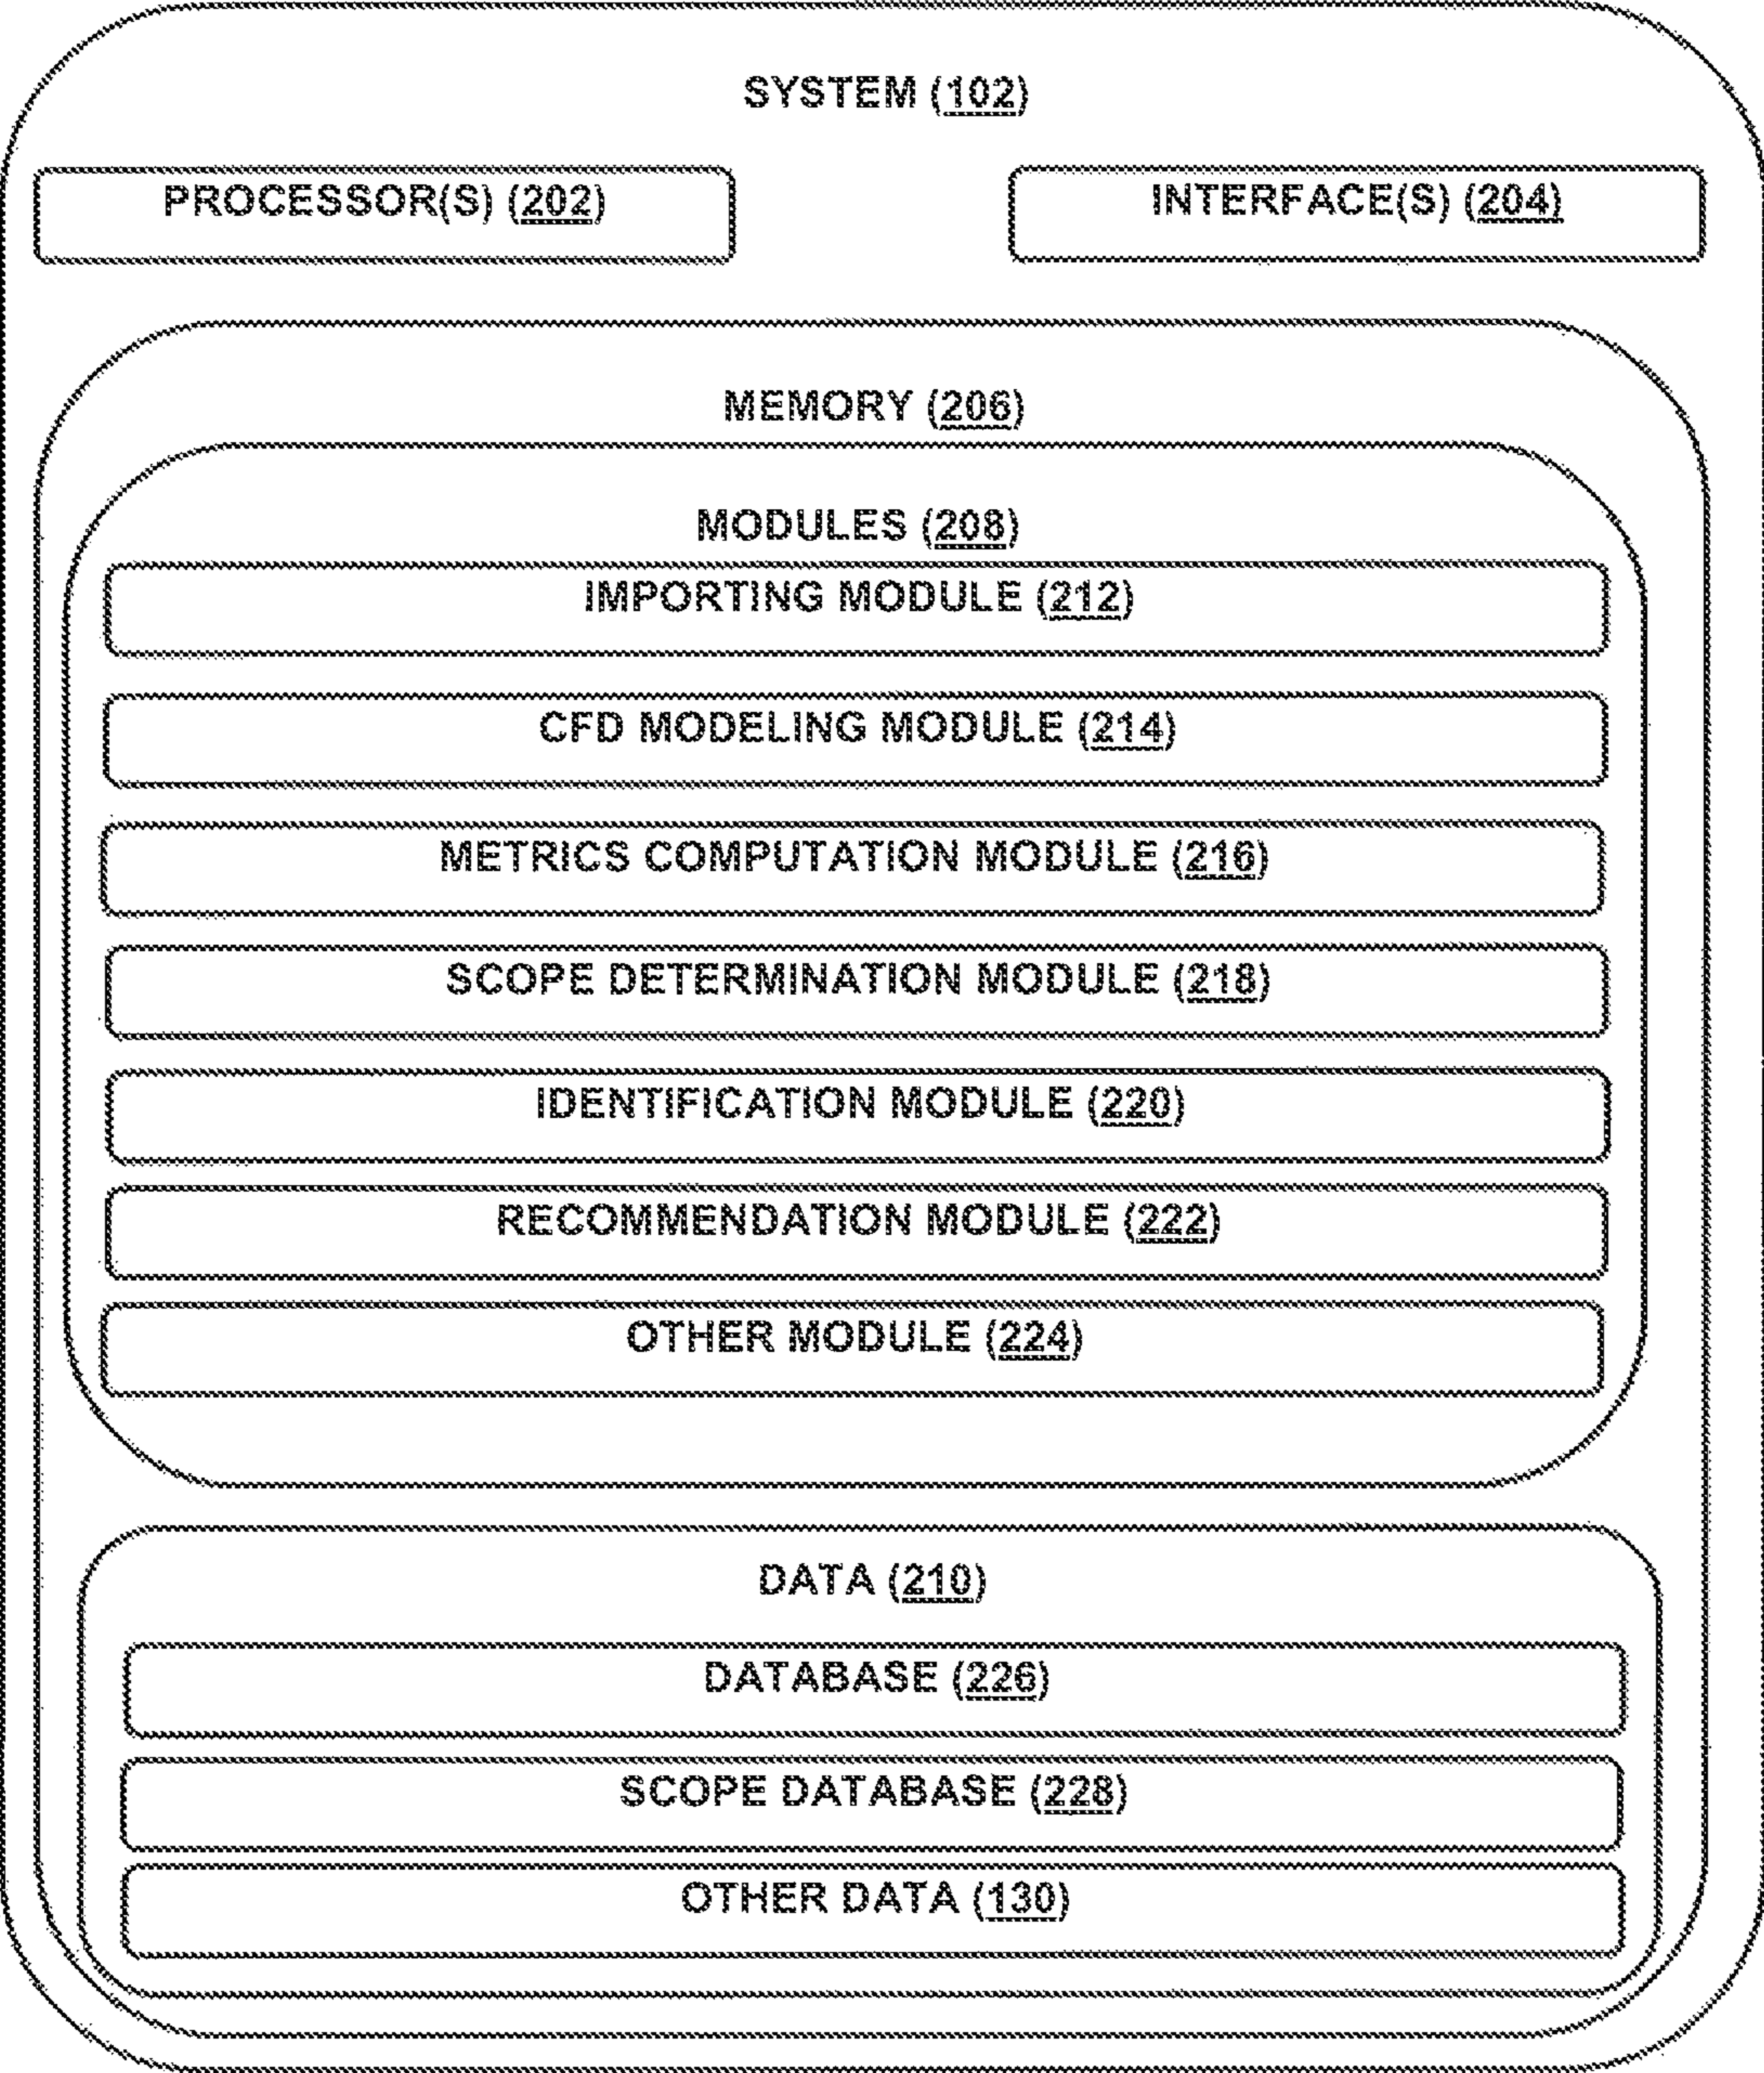 SYSTEM (102)
PROCESSOR(S) (202)
INTERFACE(S) (204)
MEMORY (206)
MODULES (208)
IMPORTING MODULE (212)
CFD MODELING MODULE (214)
METRICS COMPUTATION MODULE (216)
SCOPE DETERMINATION MODULE (218)
IDENTIFICATION MODULE (220)
RECOMMENDATION MODULE (222)
OTHER MODULE (224)
DATA (210)
DATABASE (226)
SCOPE DATABASE (228)
OTHER DATA (130)